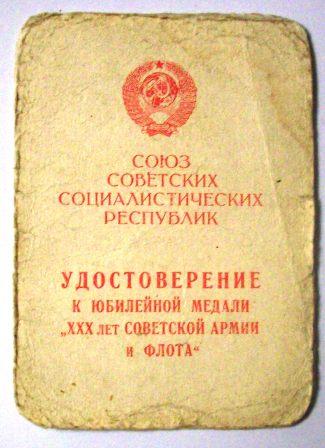 СОЮЗ
СОВЕТСКИХ
СОЦИАЛИСТИЧЕСКИХ
РЕСПУБЛИК
УДОСТОВЕРЕНИЕ
К ЮБИЛЕЙНОЙ МЕДАЛИ
„XXX ЛЕТ СОВЕТСКОЙ АРМИИ
И ФЛОТА“